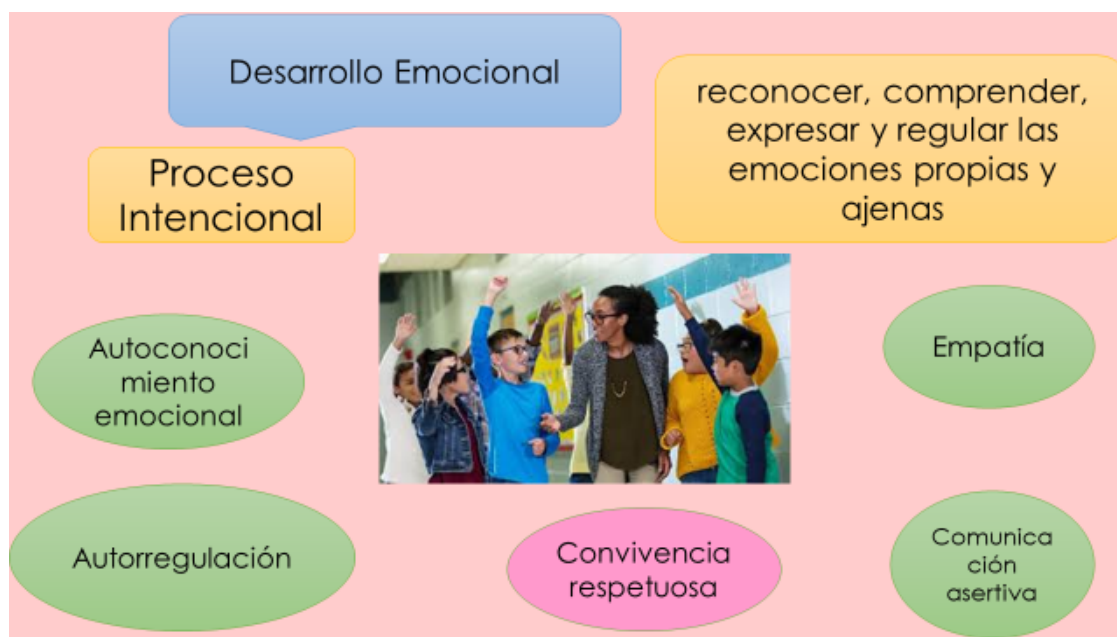 Desarrollo Emocional
Proceso
Intencional
reconocer, comprender,
expresar y regular las
emociones propias y
ajenas
Autoconoci
miento
emocional
Empatía
Autorregulación
Convivencia
respetuosa
Comunica
ción
asertiva